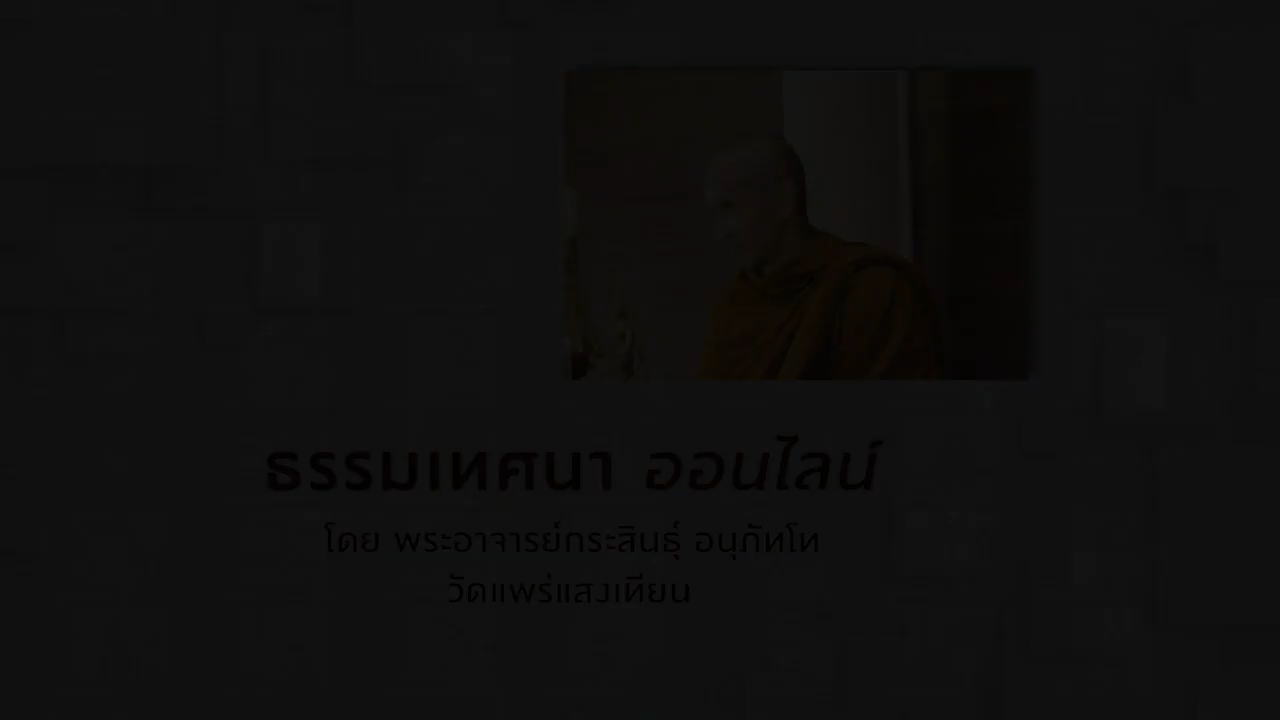 ธรรมเทศนา ออนไลน์
โดย พระอาจารย์กระสินธุ์ อนุภัทโท
วัดแพร่แสงเทียน